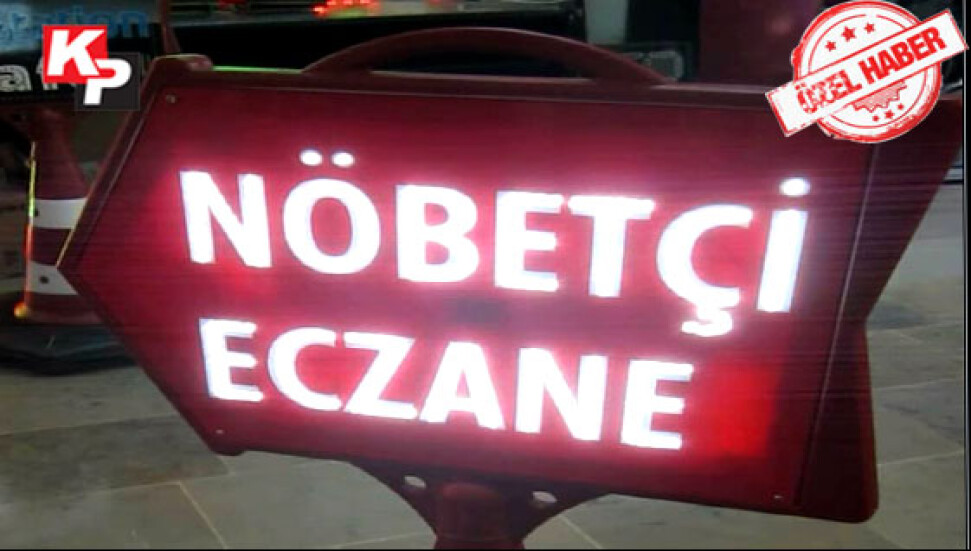 KP
ÖZEL HABER
NÖBETÇİ
ECZANE